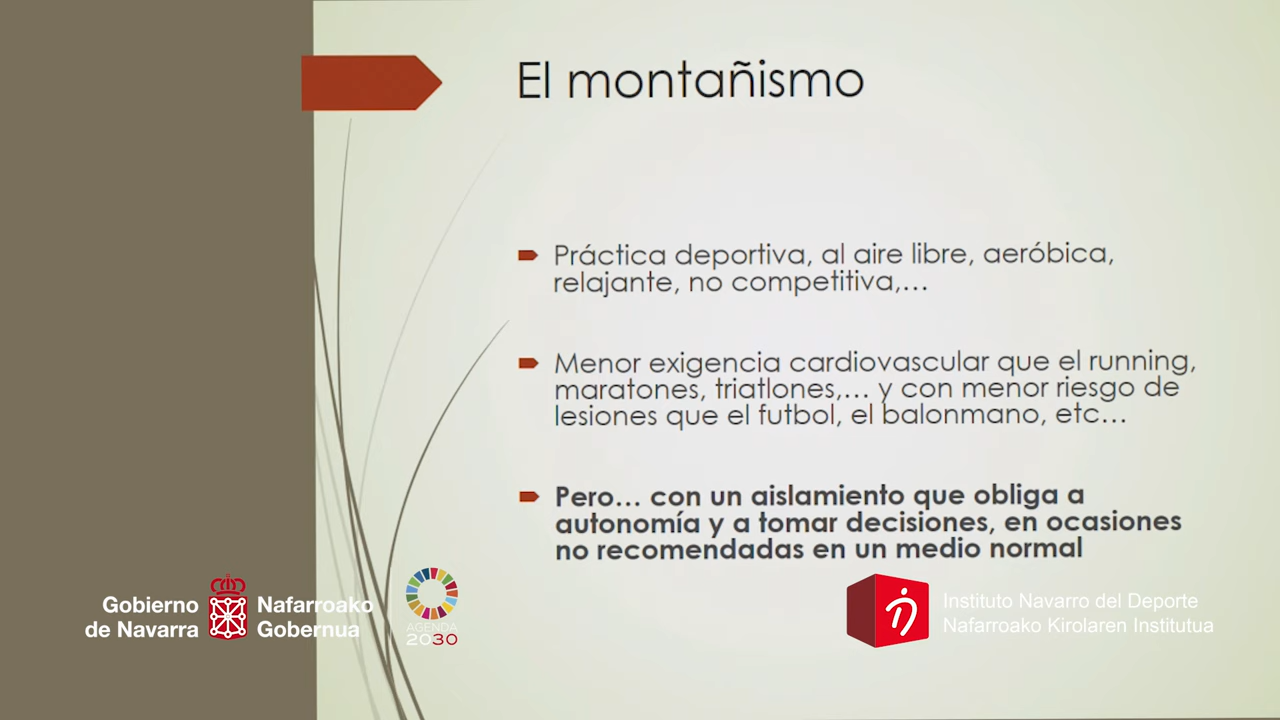 El montañismo
Práctica deportiva, al aire libre, aeróbica,
relajante, no competitiva,...
Menor exigencia cardiovascular que el running,
maratones, triatlones,... y con menor riesgo de
lesiones que el futbol, el balonmano, etc...
Pero... con un aislamiento que obliga a
autonomía y a tomar decisiones, en ocasiones
no recomendadas en un medio normal
Gobierno
de Navarra
Nafarroako
Gobernua
AGENDA
2030
Instituto Navarro del Deporte
Nafarroako Kirolaren Institutua